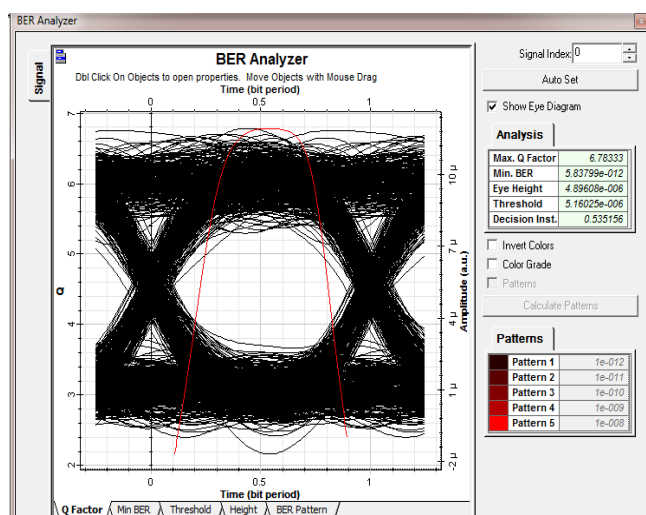 BER Analyzer
Signal
BER Analyzer
Dbl Click On Objects to open properties. Move Objects with Mouse Drag
Time (bit period)
0 0.5 1
7
6
5
4
3
2
Q
10 µ
7 µ
4 µ
1 µ
-2 µ
Amplitude (a.u.)
0 0.5 1
Time (bit period)
Q Factor Min BER Threshold Height BER Pattern
Signal Index: 0
Auto Set
Show Eye Diagram
Analysis
Max. Q Factor 6.78333
Min. BER 5.83799e-012
Eye Height 4.89608e-006
Threshold 5.16025e-006
Decision Inst. 0.535156
Invert Colors
Color Grade
Patterns
Calculate Patterns
Patterns
Pattern 1 1e-012
Pattern 2 1e-011
Pattern 3 1e-010
Pattern 4 1e-009
Pattern 5 1e-008